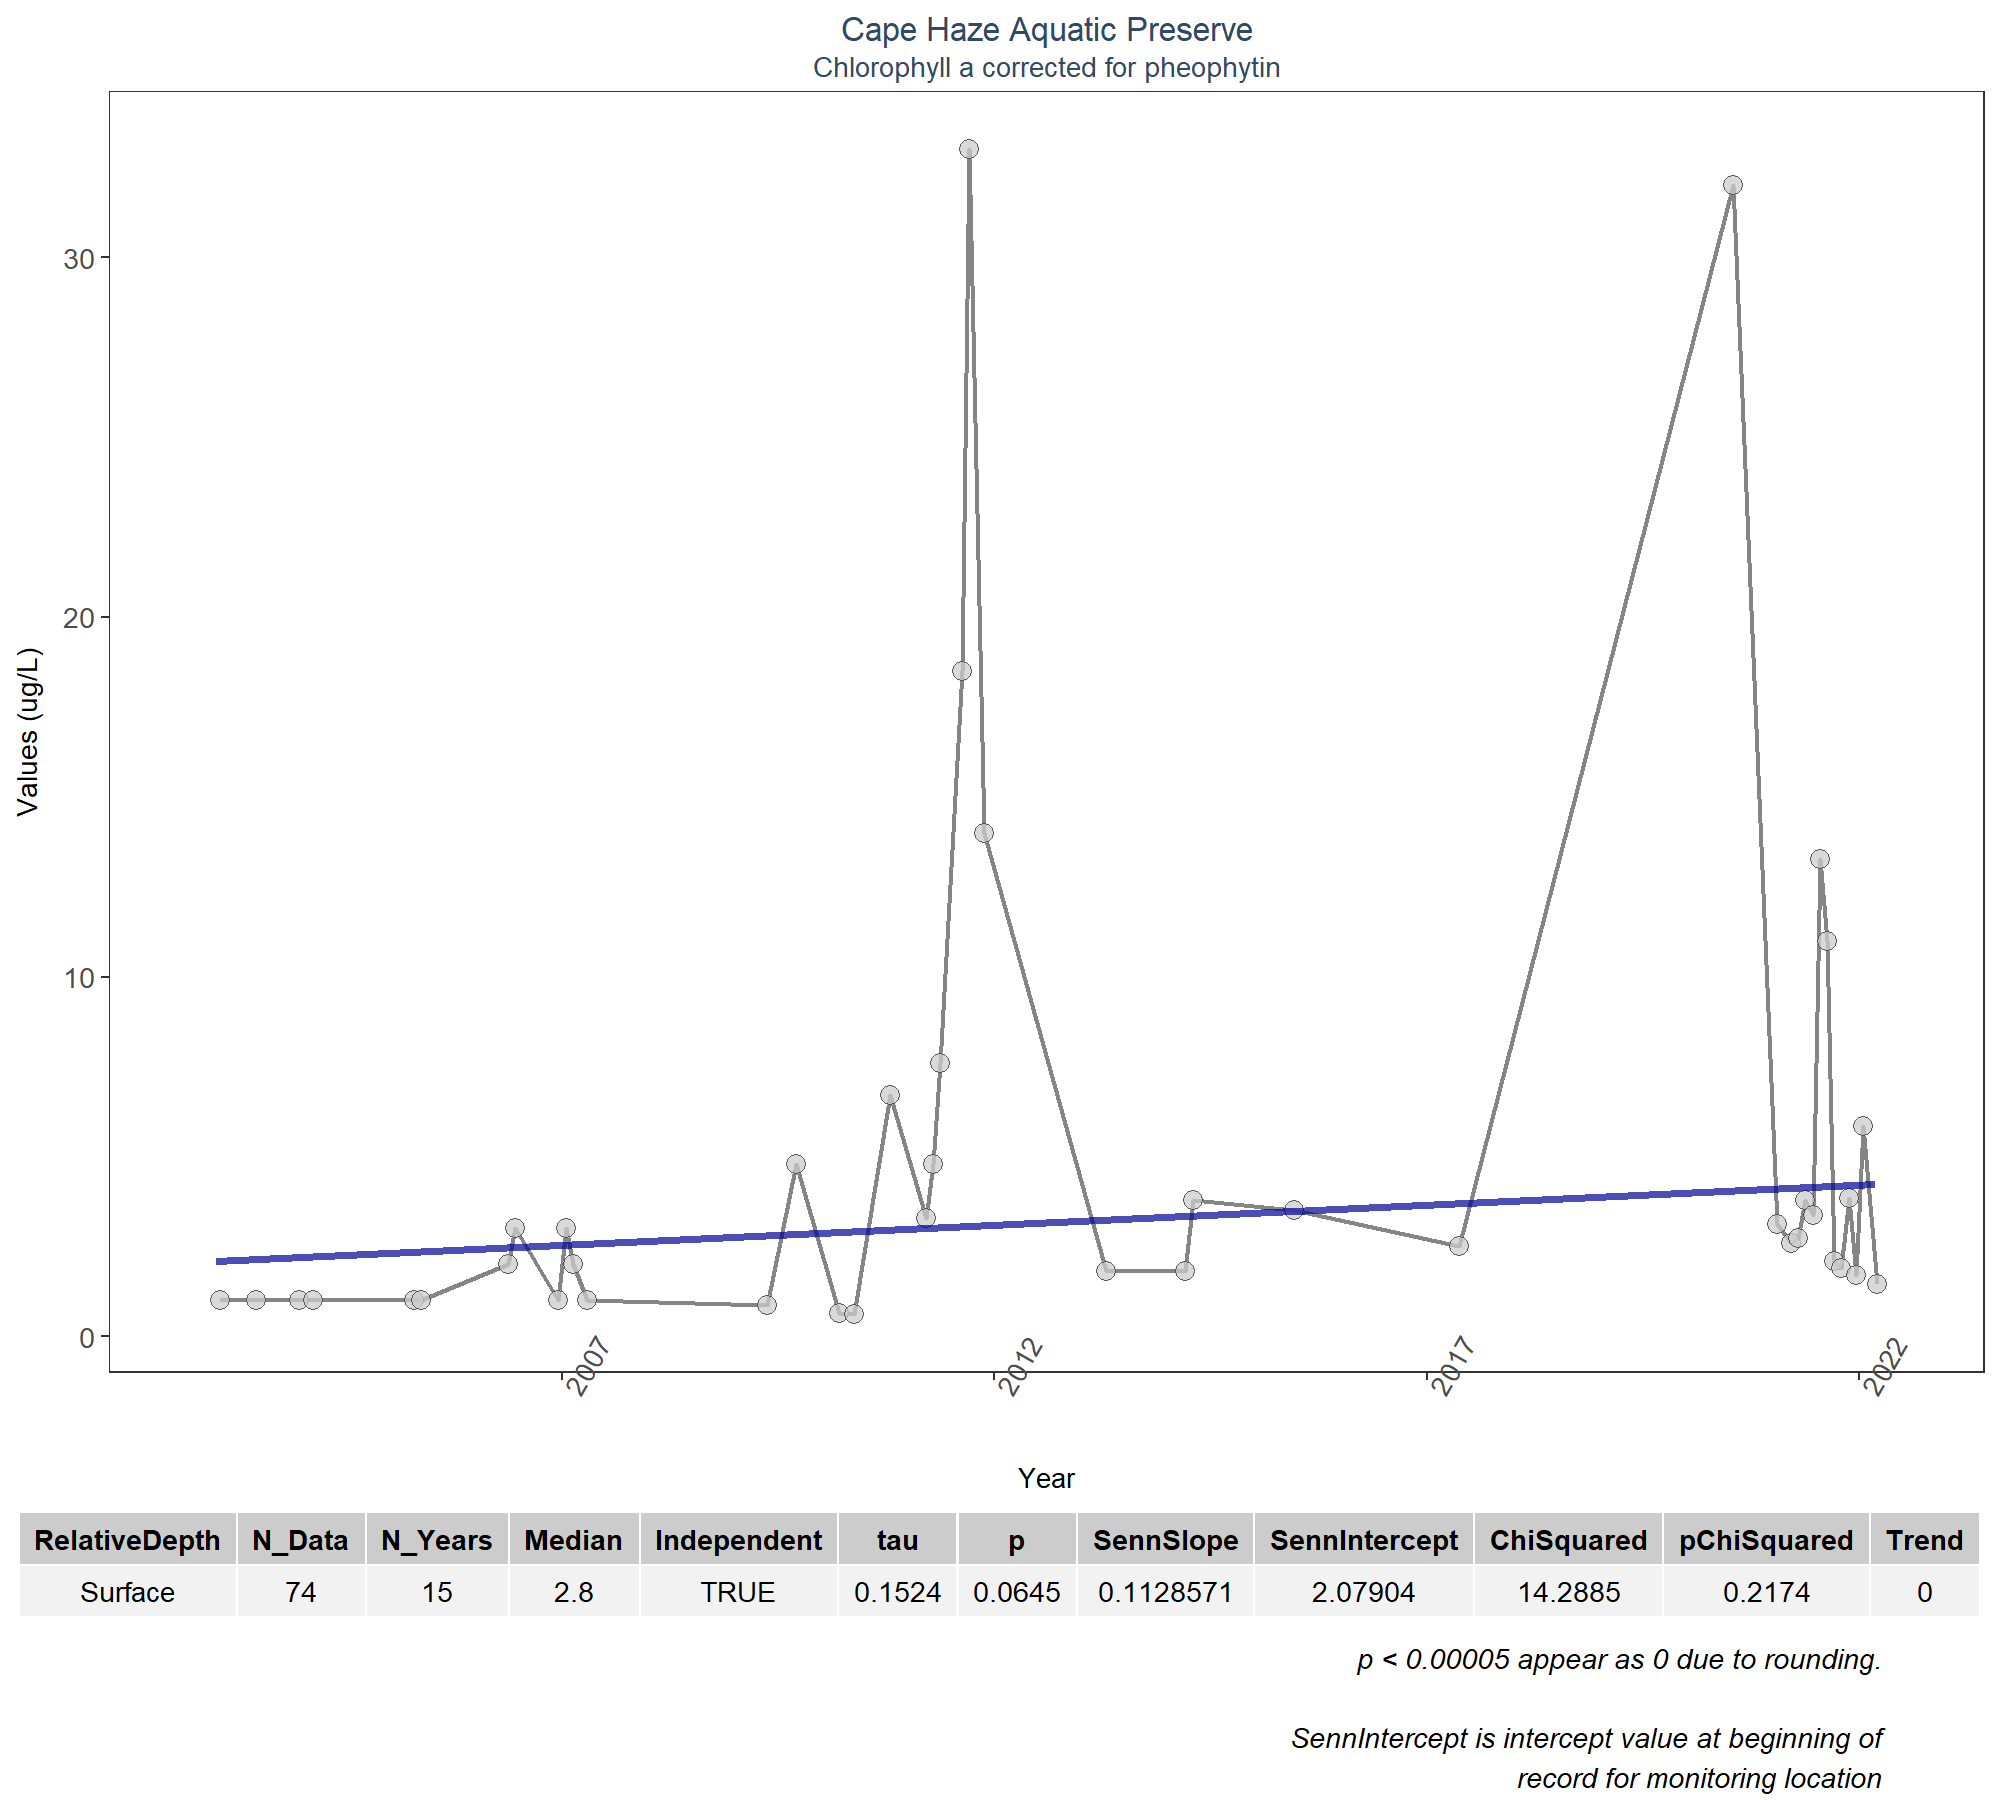 Cape Haze Aquatic Preserve
Chlorophyll a corrected for pheophytin
Values (ug/L)
30
20
10
0
2007 2012 2017 2022
Year
RelativeDepth N_Data N_Years Median Independent tau p SennSlope SennIntercept ChiSquared pChiSquared Trend
Surface 74 15 2.8 TRUE 0.1524 0.0645 0.1128571 2.07904 14.2885 0.2174 0
p < 0.00005 appear as 0 due to rounding.
SennIntercept is intercept value at beginning of
record for monitoring location